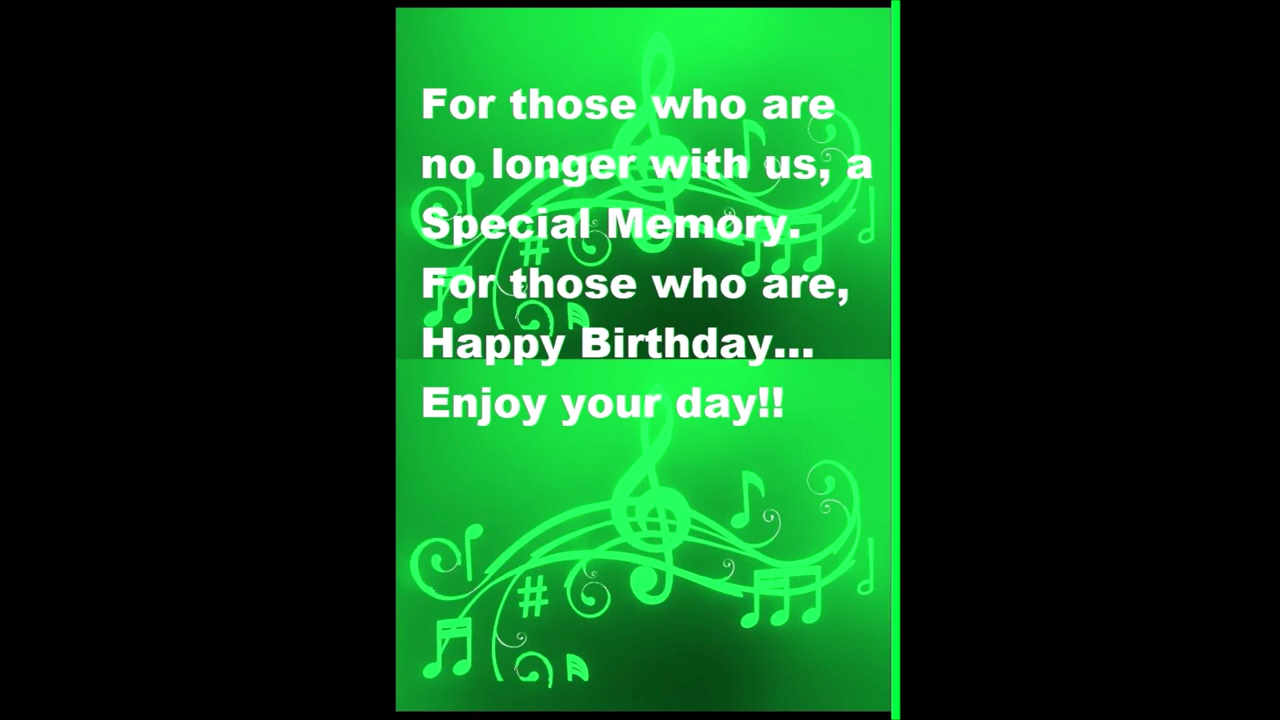 For those who are
no longer with us, a
Special Memory.
For those who are,
Happy Birthday...
Enjoy your day!!